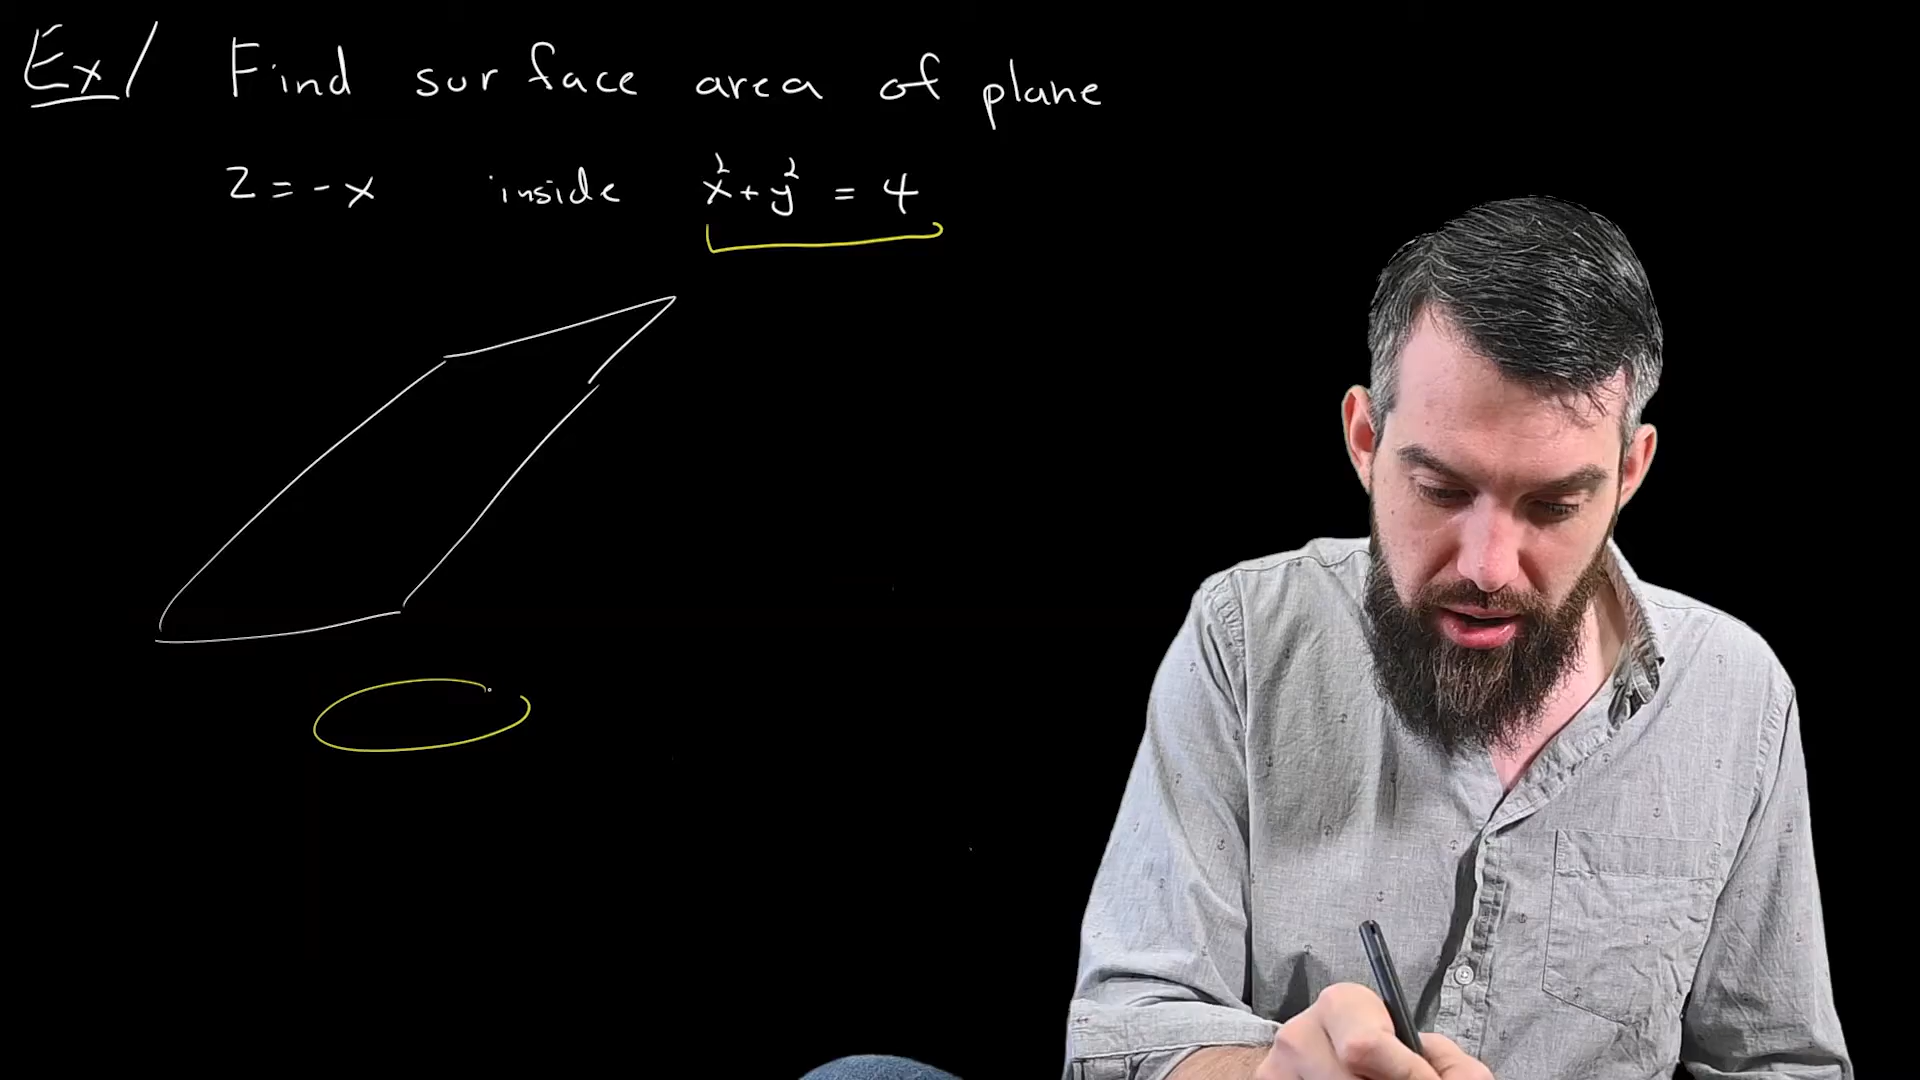 Ex/ Find surface area of plane
z = -x inside x² + y² = 4